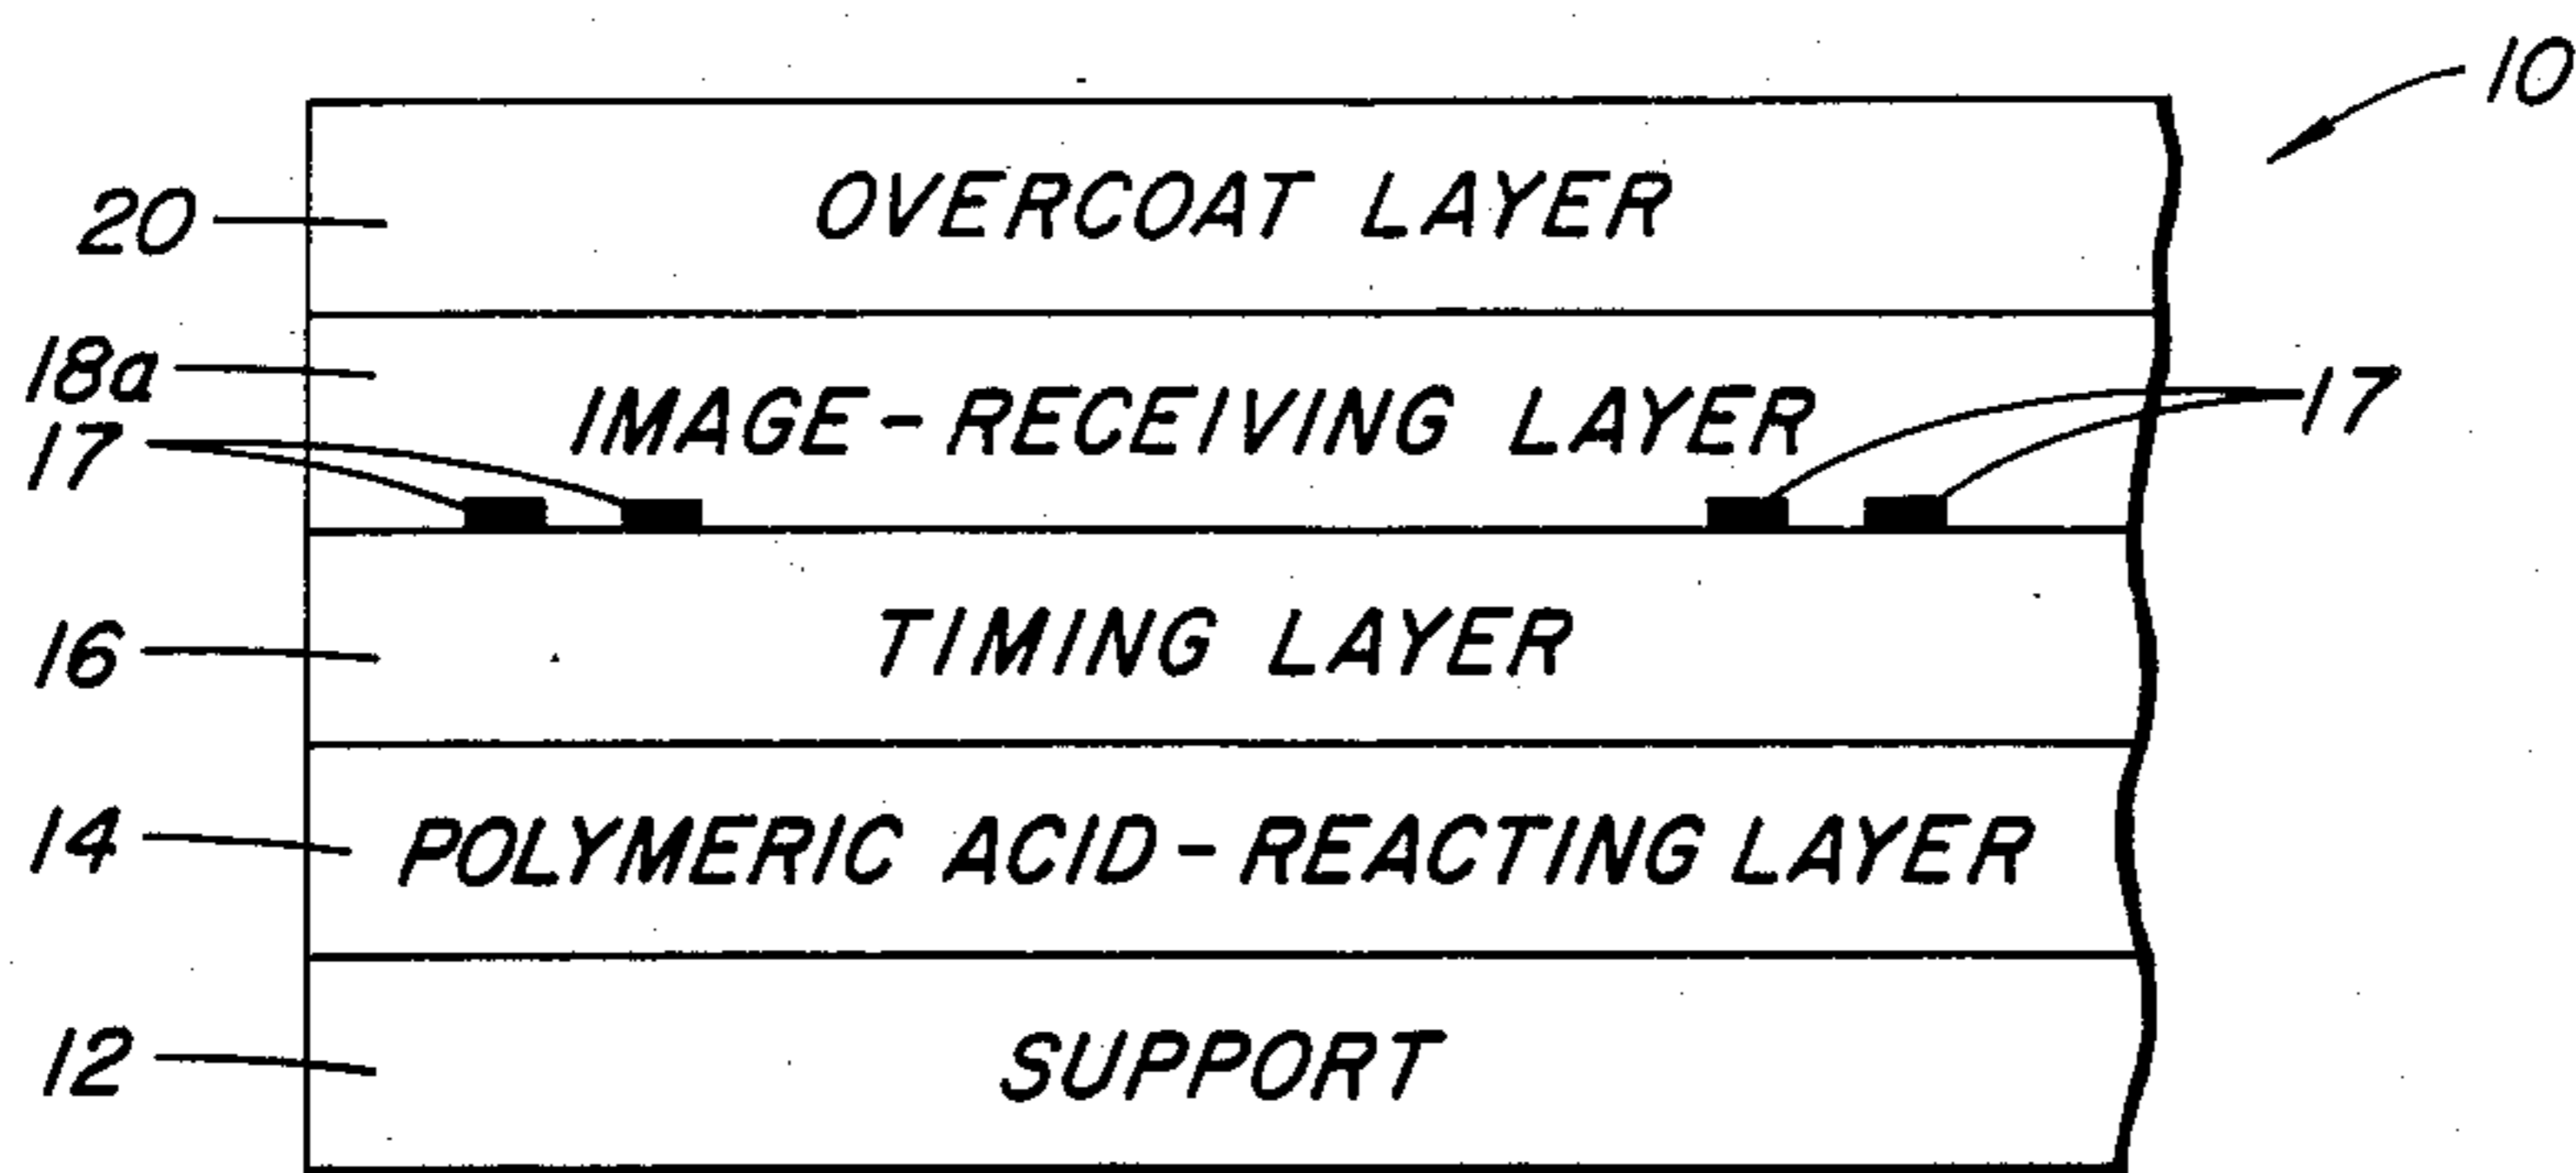 10
20
OVERCOAT LAYER
18a
IMAGE-RECEIVING LAYER
17
17
16
TIMING LAYER
14
POLYMERIC ACID-REACTING LAYER
12
SUPPORT